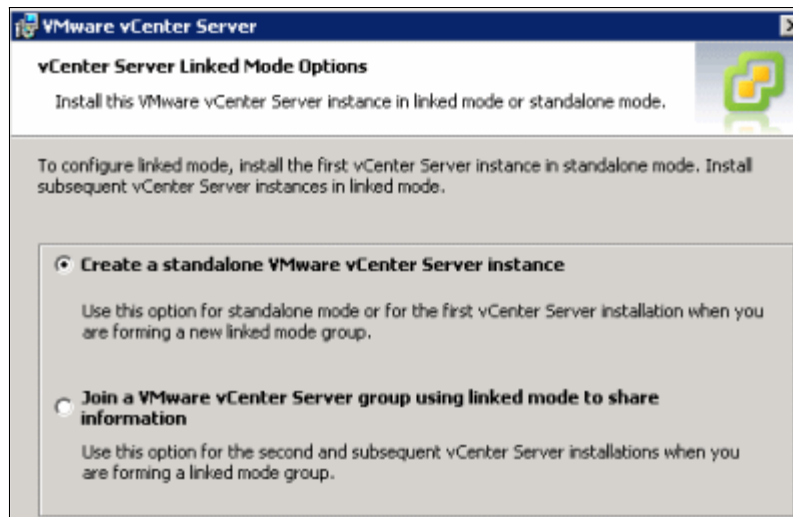 VMware vCenter Server
vCenter Server Linked Mode Options
Install this VMware vCenter Server instance in linked mode or standalone mode.
To configure linked mode, install the first vCenter Server instance in standalone mode. Install
subsequent vCenter Server instances in linked mode.
Create a standalone VMware vCenter Server instance
Use this option for standalone mode or for the first vCenter Server installation when you
are forming a new linked mode group.
Join a VMware vCenter Server group using linked mode to share
information
Use this option for the second and subsequent vCenter Server installations when you
are forming a linked mode group.